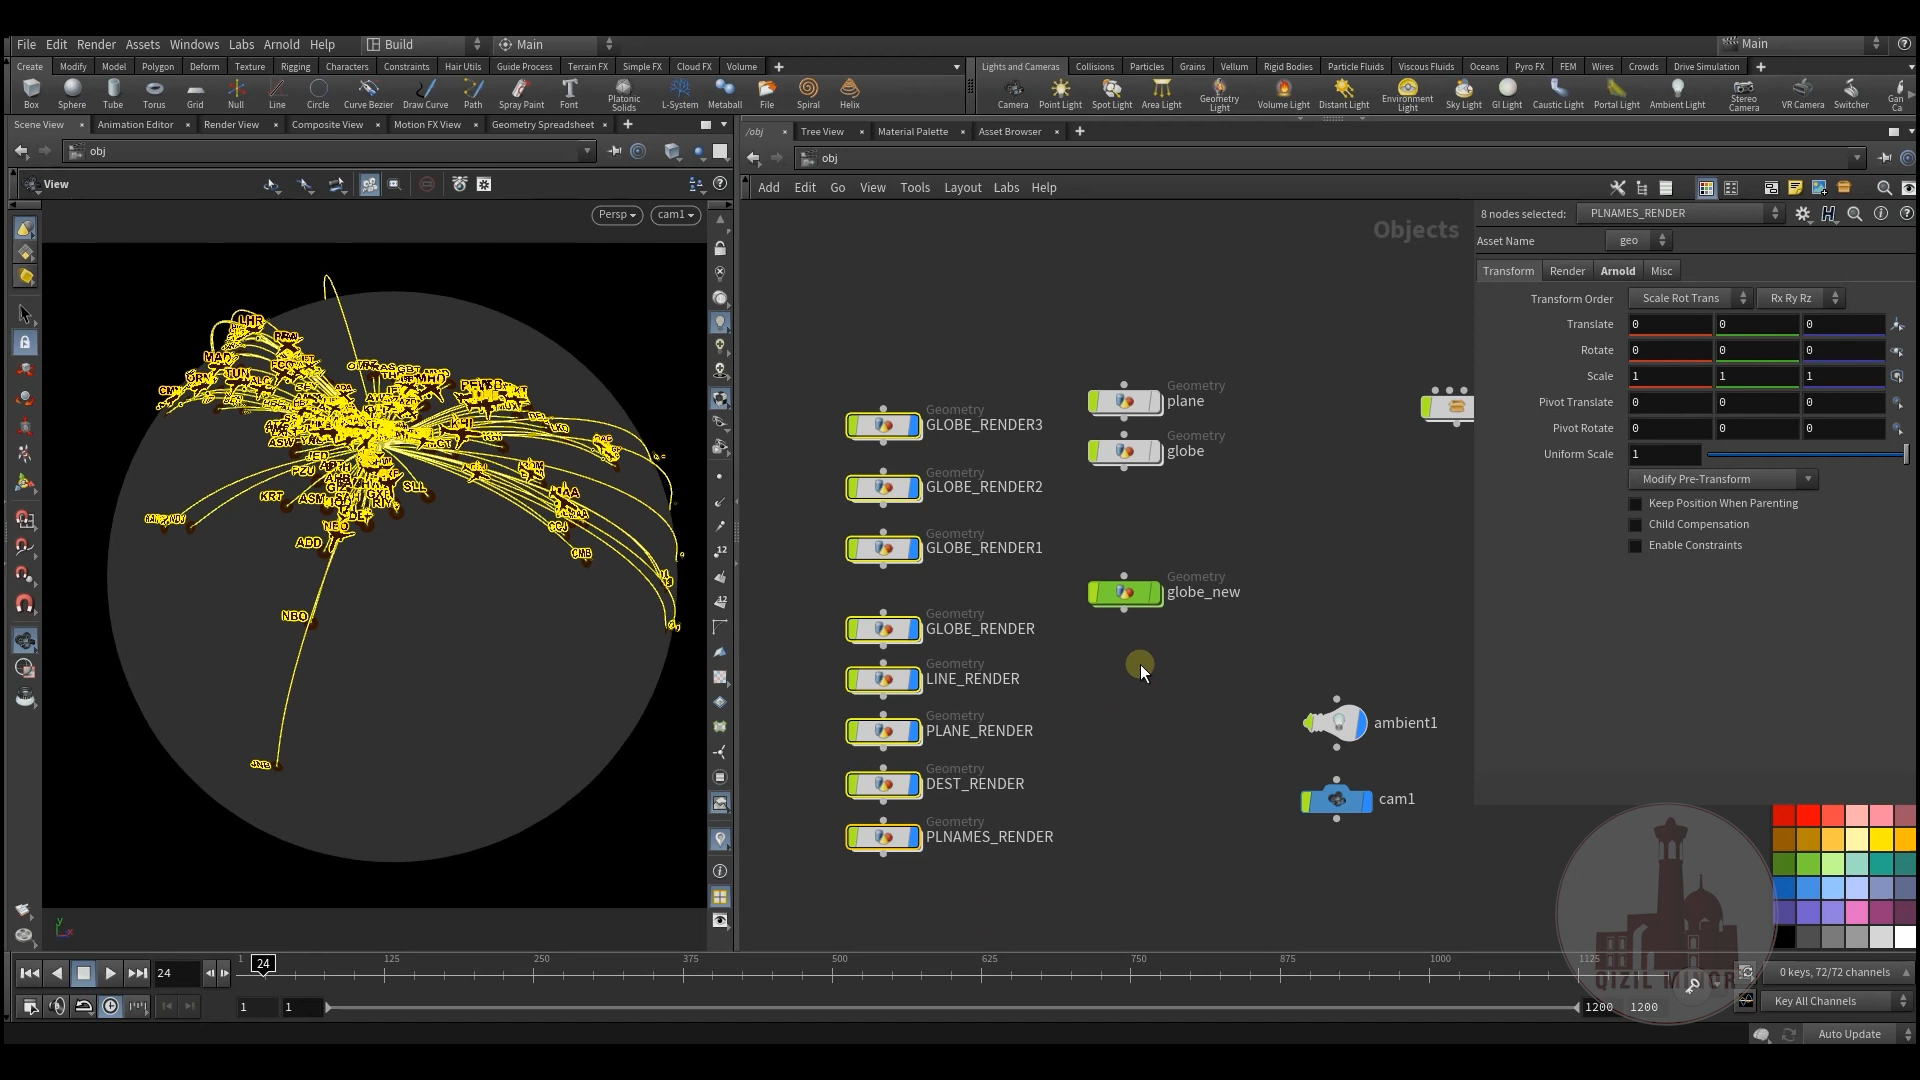 File Edit Render Assets Windows Labs Arnold Help Build Main Main
Create Modify Model Polygon Deform Texture Rigging Characters Constraints Hair Utils Guide Process Terrain FX Simple FX Cloud FX Volume
Lights and Cameras Collisions Particles Grains Vellum Rigid Bodies Particle Fluids Viscous Fluids Oceans Pyro FX FEM Wires Crowds Drive Simulation
Box Sphere Tube Torus Grid Null Line Circle Curve Bezier Draw Curve Path Spray Paint Font Platonic Solids L-System Metaball File Spiral Helix
Camera Point Light Spot Light Area Light Geometry Light Volume Light Distant Light Environment Light Sky Light GI Light Caustic Light Portal Light Ambient Light Stereo Camera VR Camera Switcher Gan Ca
Scene View Animation Editor Render View Composite View Motion FX View Geometry Spreadsheet
/obj Tree View Material Palette Asset Browser
obj
obj
View
Add Edit Go View Tools Layout Labs Help
Persp cam1
Objects
8 nodes selected: PLNAMES_RENDER
Asset Name geo
Transform Render Arnold Misc
Transform Order Scale Rot Trans Rx Ry Rz
Translate 0 0 0
Rotate 0 0 0
Scale 1 1 1
Pivot Translate 0 0 0
Pivot Rotate 0 0 0
Uniform Scale 1
Modify Pre-Transform
Keep Position When Parenting
Child Compensation
Enable Constraints
Geometry
plane
Geometry
GLOBE_RENDER3
Geometry
globe
Geometry
GLOBE_RENDER2
Geometry
GLOBE_RENDER1
Geometry
globe_new
Geometry
GLOBE_RENDER
Geometry
LINE_RENDER
Geometry
PLANE_RENDER
Geometry
DEST_RENDER
Geometry
PLNAMES_RENDER
ambient1
cam1
LHR
MAD
TUN
KRT
ASM
SLL
ADD
CMB
NBO
JNB
24
1 24 125 250 375 500 625 750 875 1000 1125
0 keys, 72/72 channels
1 1 1200 1200
Key All Channels
Auto Update
QIZIL MINOR